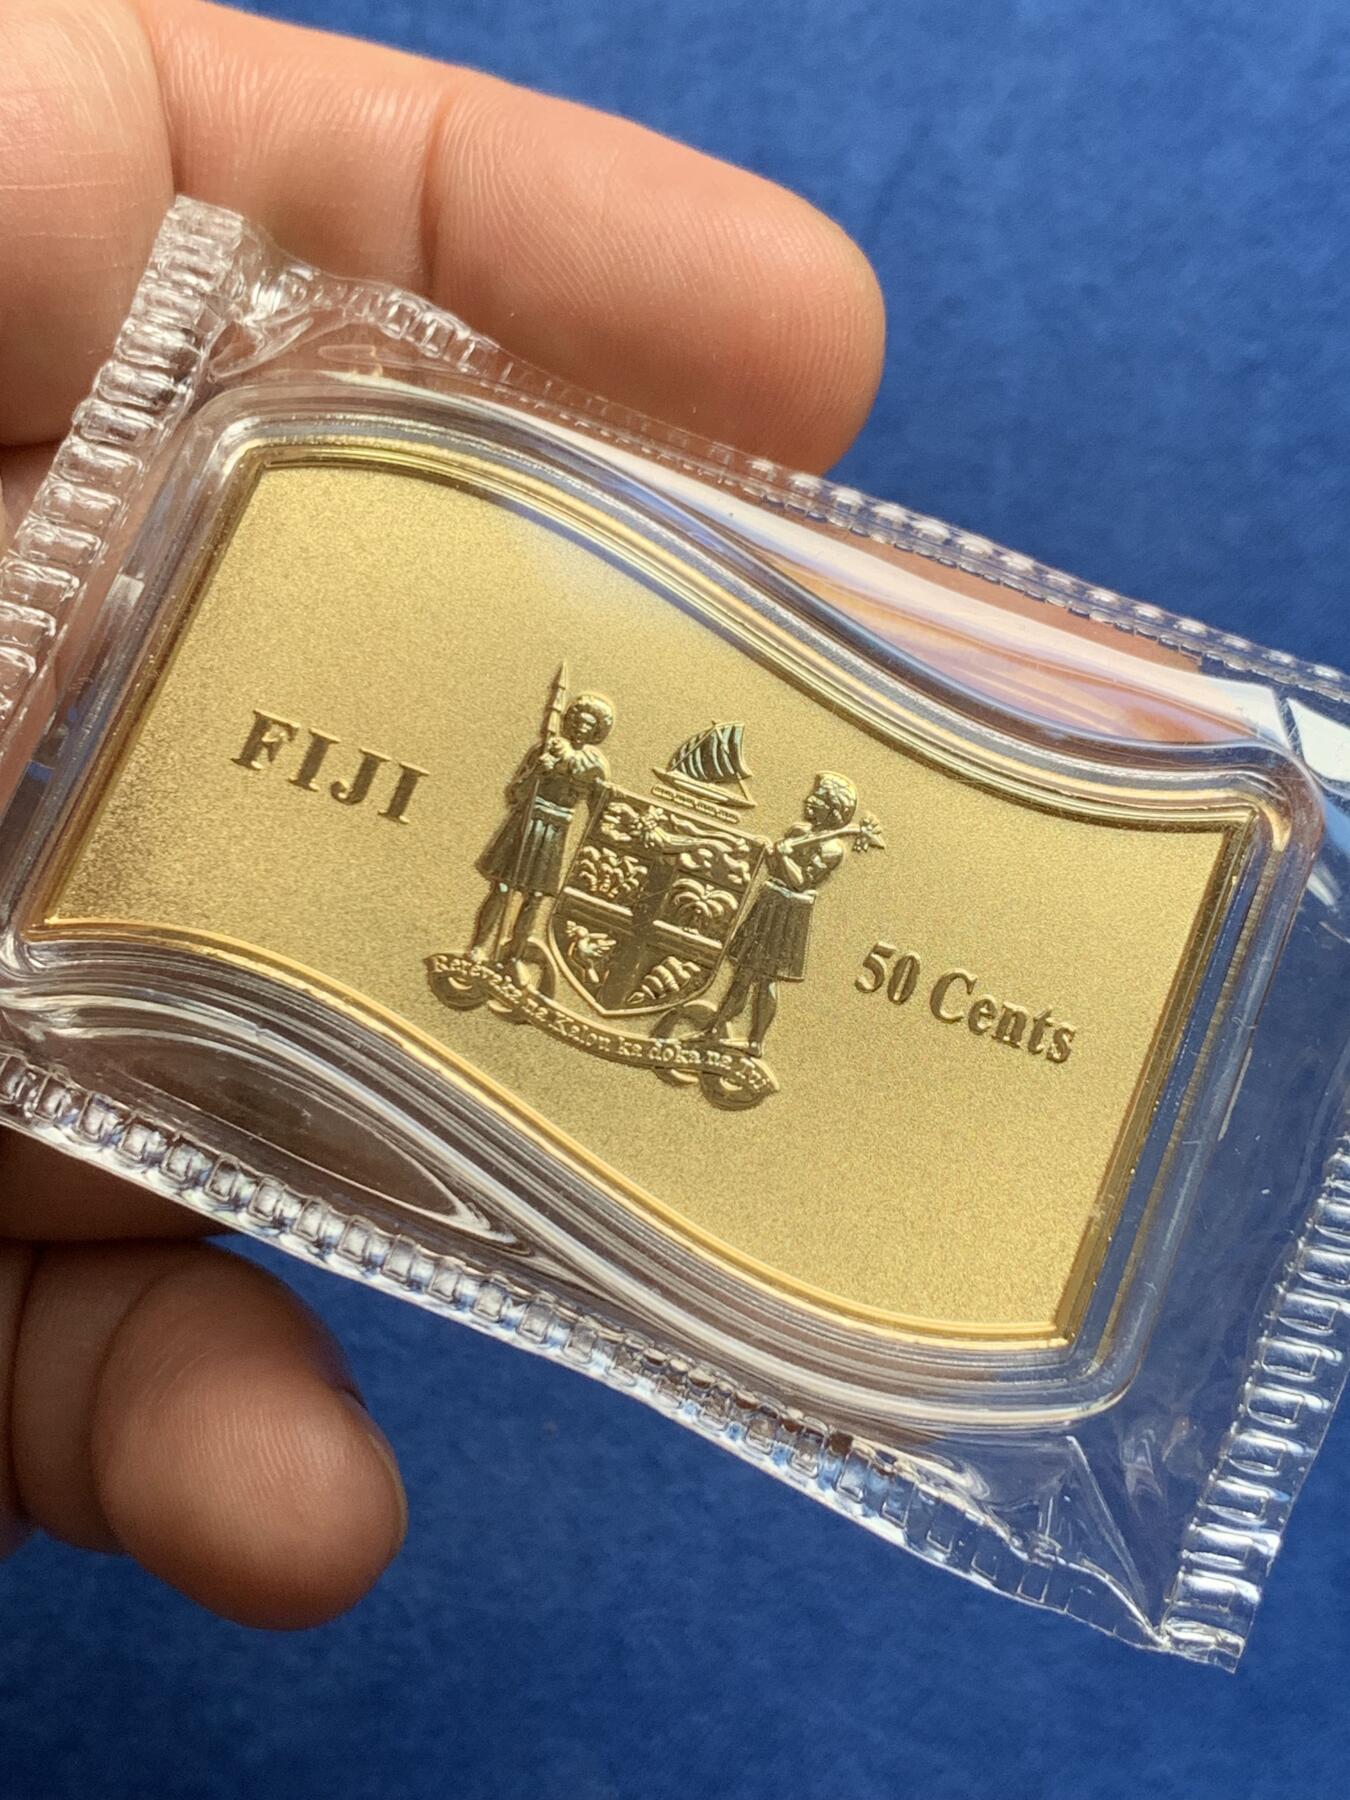 FIJI
50 Cents
Rerevaka na Kalou ka doka na Tui